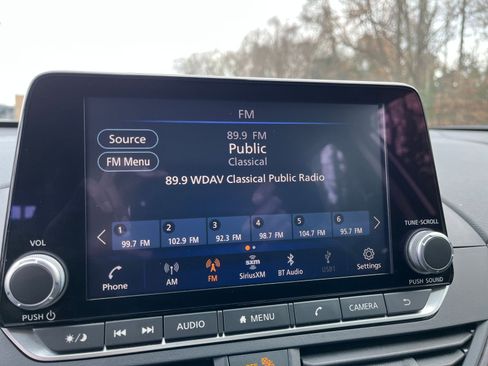 FM
Source
89.9 FM
Public
FM Menu
Classical
89.9 WDAV Classical Public Radio
1 2 3 4 5 6
99.7 FM 102.9 FM 92.3 FM 98.7 FM 104.7 FM 95.7 FM
VOL
TUNE·SCROLL
Phone
AM
FM
sxm
SiriusXM
BT Audio
USB1
Settings
PUSH
PUSH SOUND
AUDIO
MENU
CAMERA